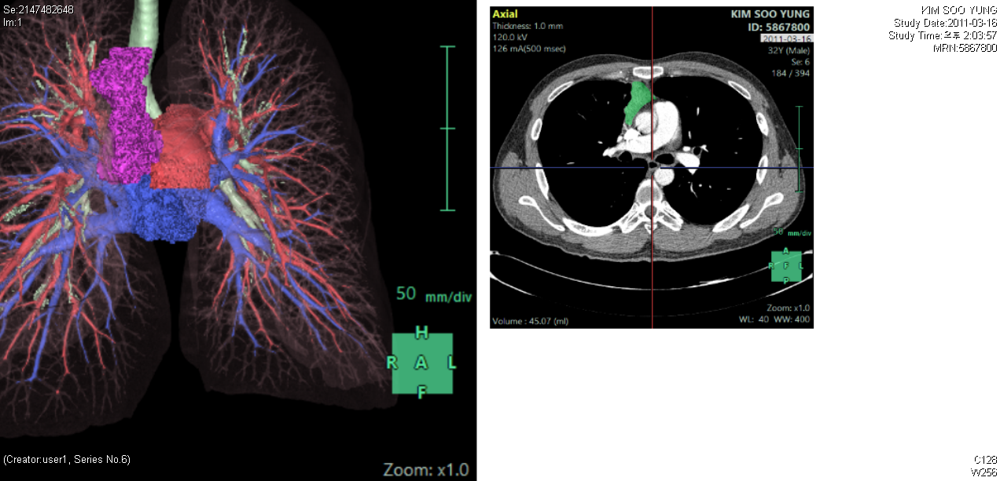 Se:2147482648
Im:1
50 mm/div
H
R A L
F
(Creator:user1, Series No.6)
Zoom: x1.0
Axial
Thickness: 1.0 mm
120.0 kV
126 mA(500 msec)
KIM SOO YUNG
ID: 5867800
2011-03-16
32Y (Male)
Se: 6
184 / 394
50 mm/div
A
R F L
P
Zoom: x1.0
Volume : 45.07 (ml)
WL: 40 WW: 400
KIM SOO YUNG
Study Date:2011-03-16
Study Time:오후 2:03:57
MRN:5867800
C128
W256